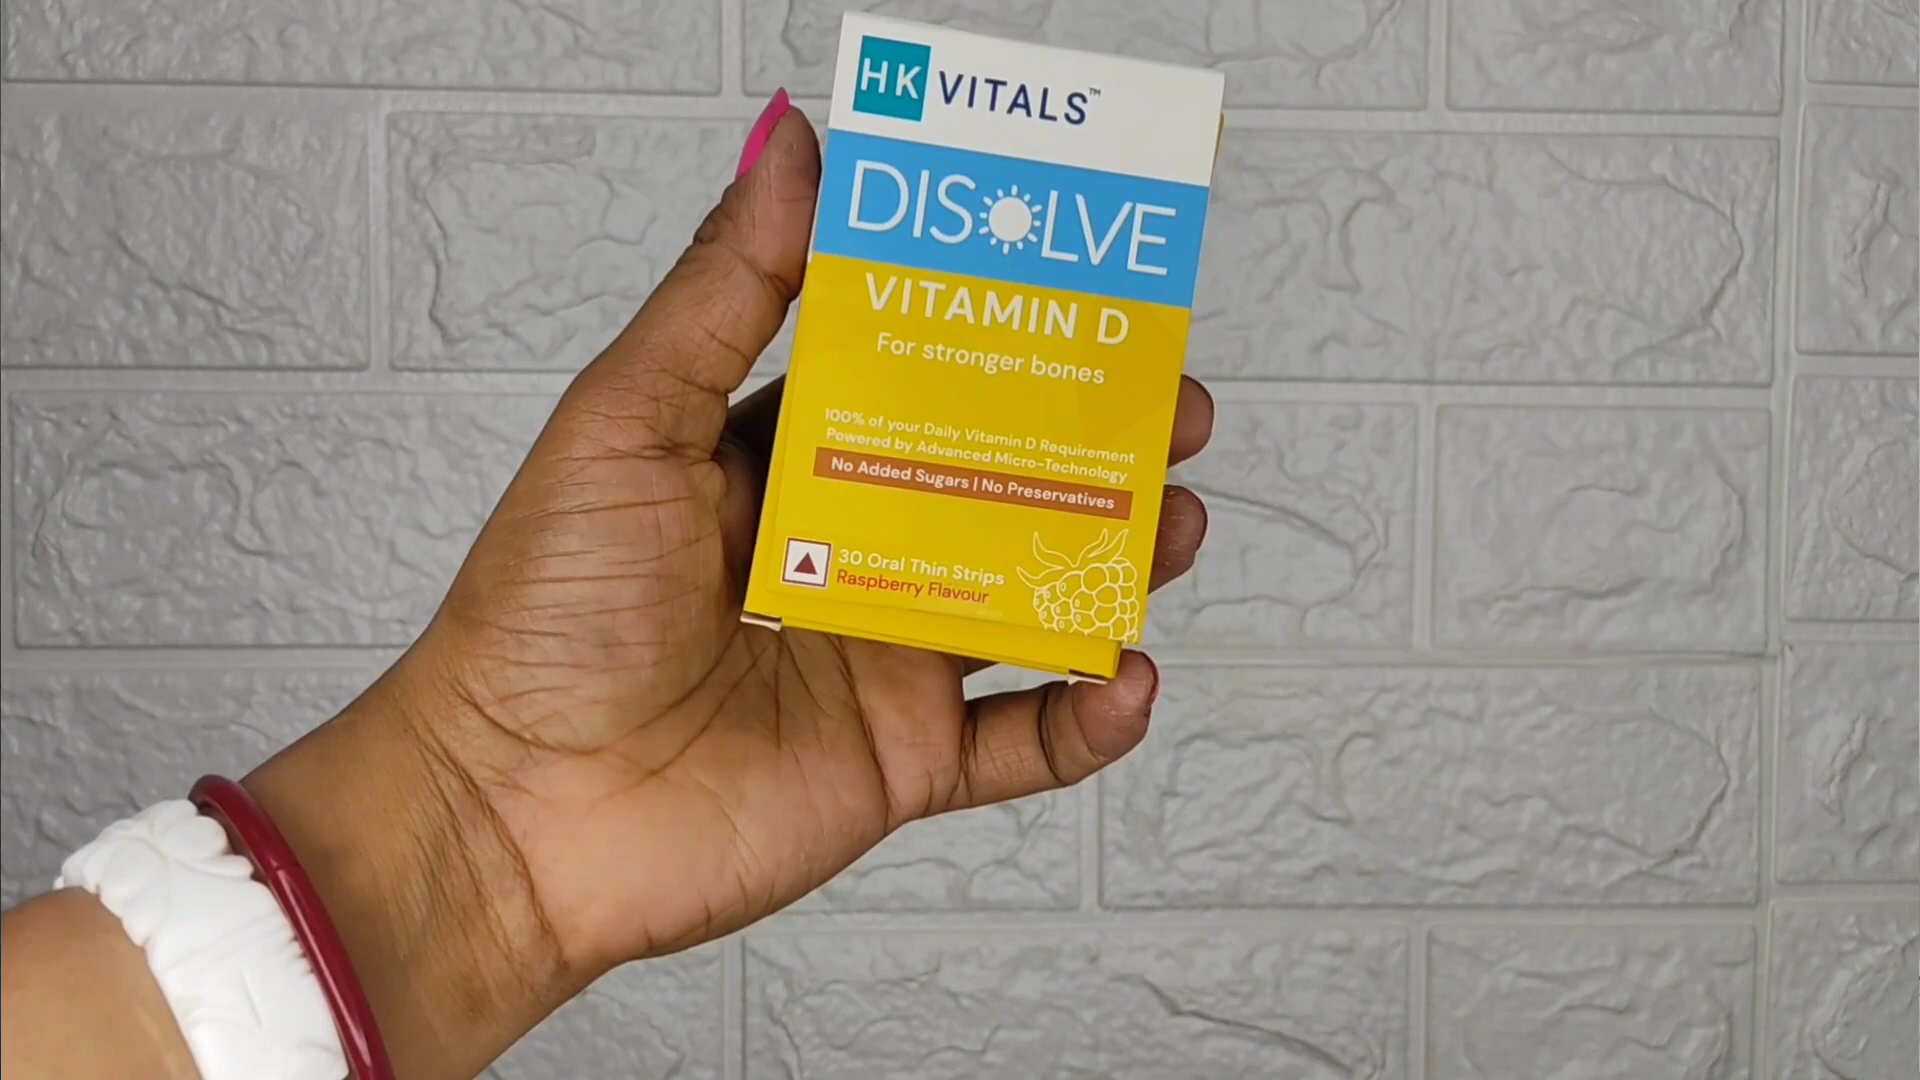 HK VITALS™
DISOLVE
VITAMIN D
For stronger bones
100% of your Daily Vitamin D Requirement
Powered by Advanced Micro-Technology
No Added Sugars | No Preservatives
30 Oral Thin Strips
Raspberry Flavour